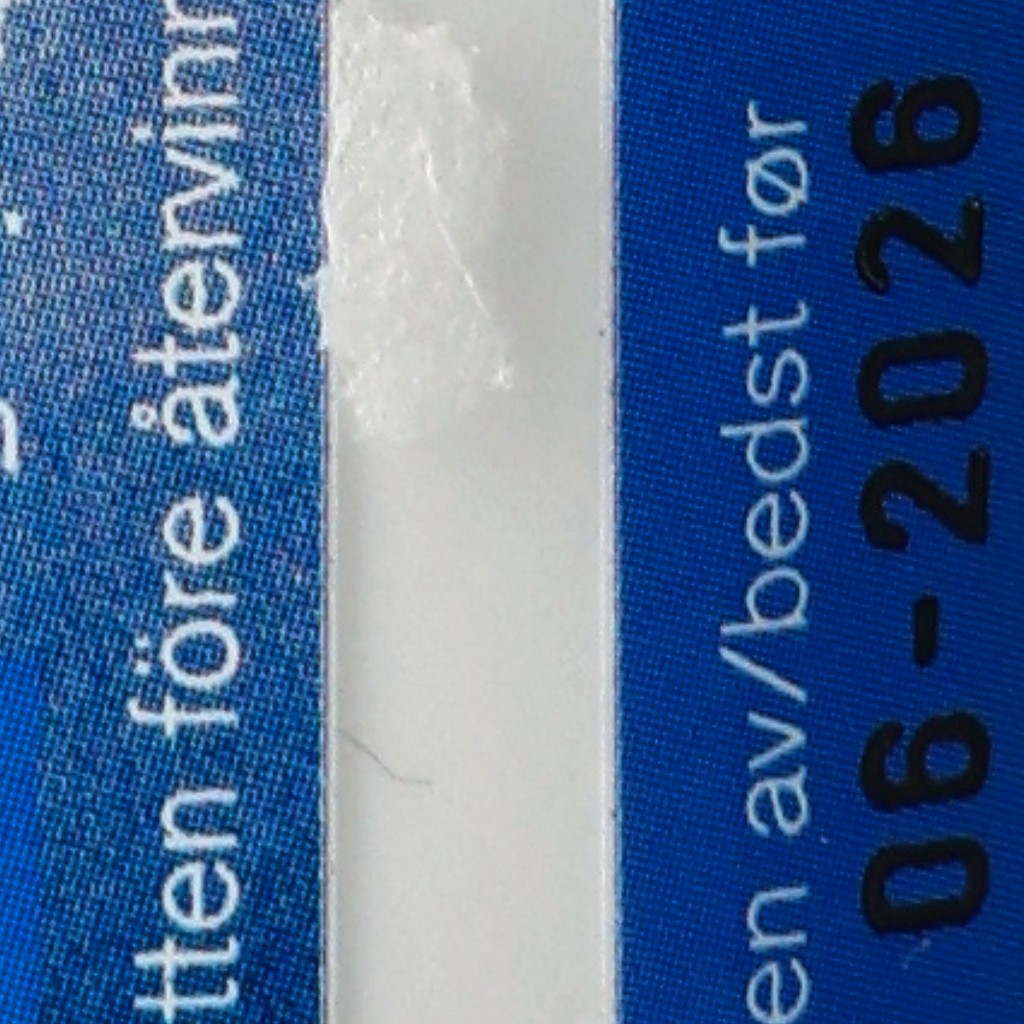 tten före återvinn
en av/bedst før
06-2026